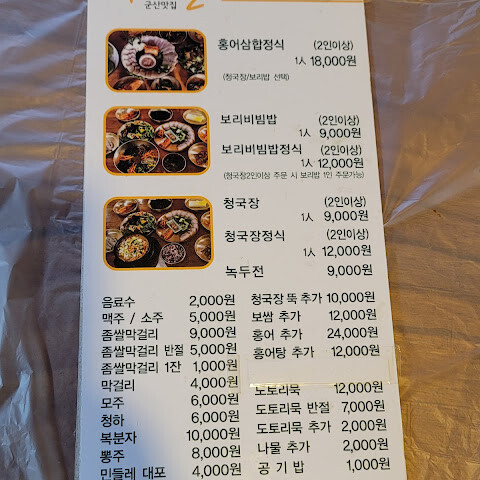 군산맛집
홍어삼합정식 (2인이상)
1人 18,000원
(청국장/보리밥 선택)
보리비빔밥 (2인이상)
1人 9,000원
보리비빔밥정식 (2인이상)
1人 12,000원
(청국장2인이상 주문 시 보리밥 1인 주문가능)
청국장 (2인이상)
1人 9,000원
청국장정식 (2인이상)
1人 12,000원
녹두전 9,000원
음료수 2,000원
맥주 / 소주 5,000원
좁쌀막걸리 9,000원
좁쌀막걸리 반절 5,000원
좁쌀막걸리 1잔 1,000원
막걸리 4,000원
모주 6,000원
청하 6,000원
복분자 10,000원
뽕주 8,000원
민들레 대포 4,000원
청국장 뚝 추가 10,000원
보쌈 추가 12,000원
홍어 추가 24,000원
홍어탕 추가 12,000원
도토리묵 12,000원
도토리묵 반절 7,000원
도토리묵 추가 2,000원
나물 추가 2,000원
공 기 밥 1,000원